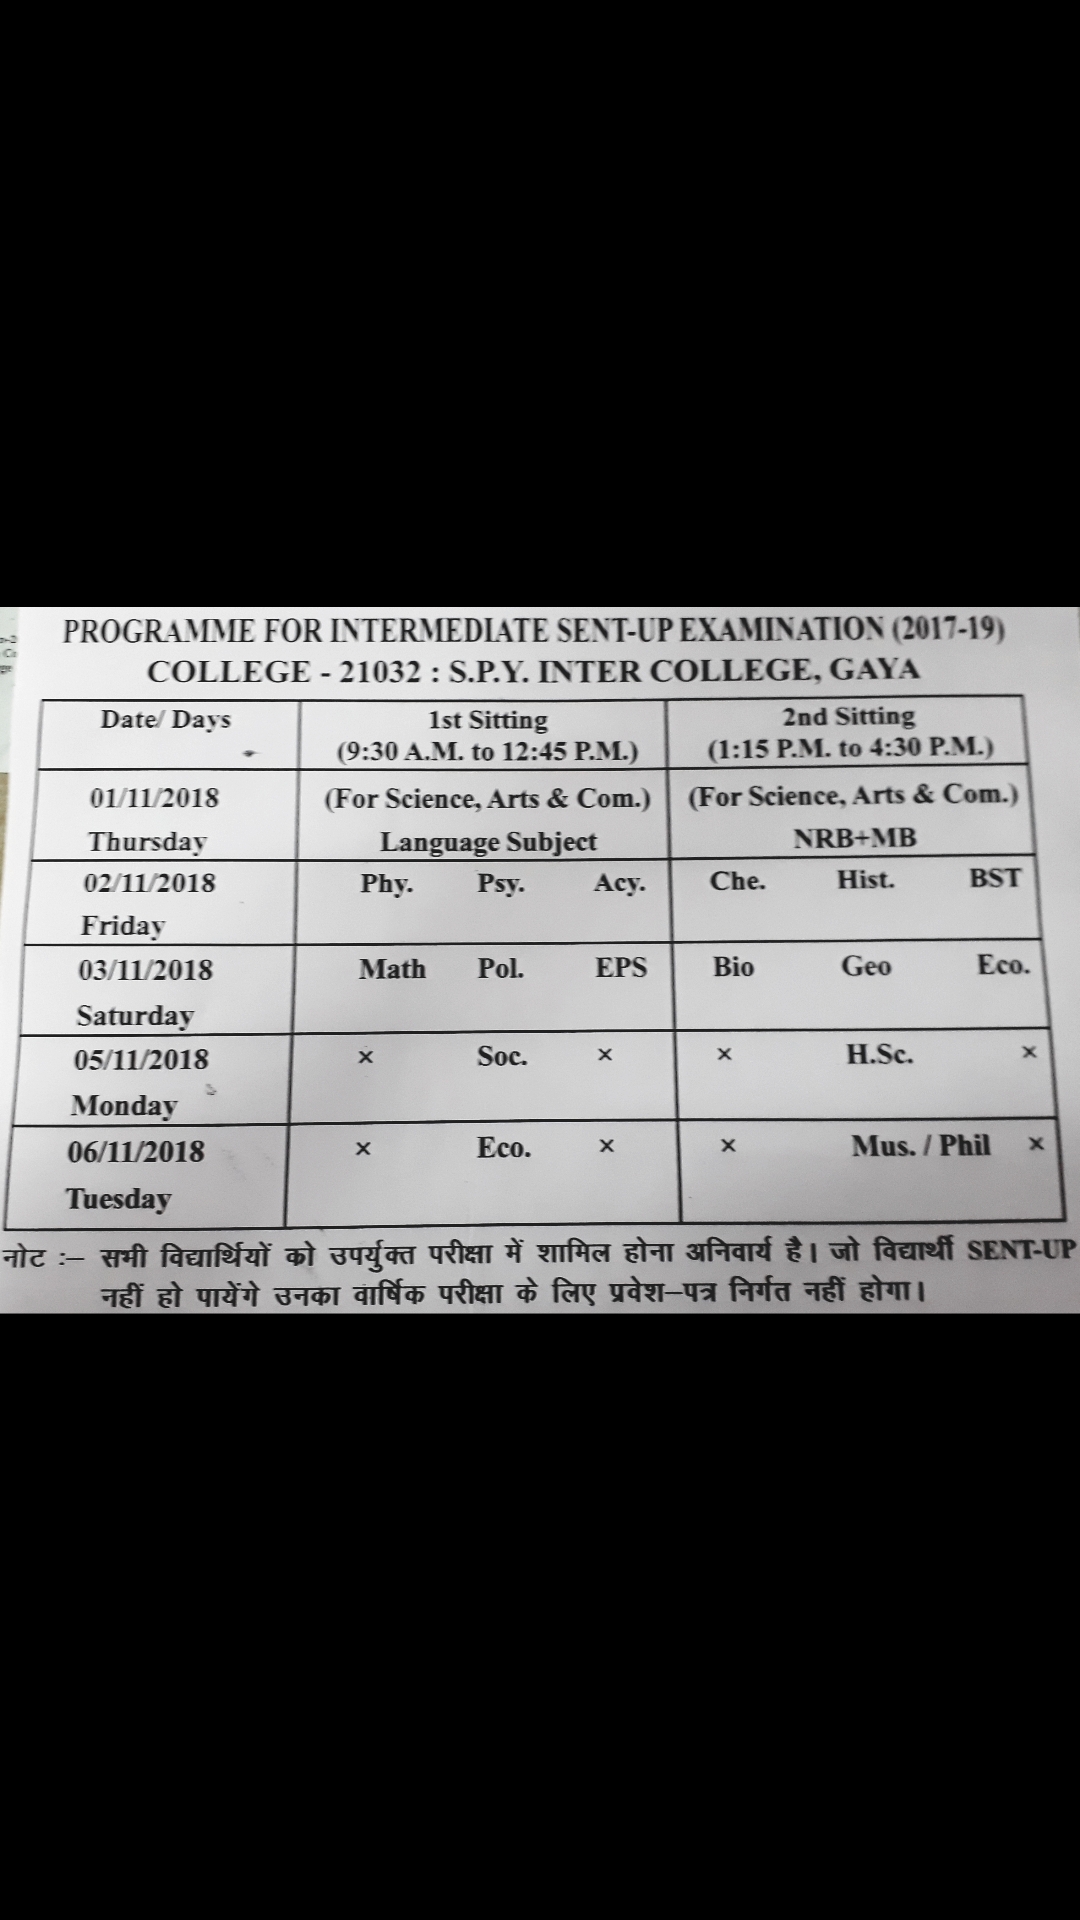 PROGRAMME FOR INTERMEDIATE SENT-UP EXAMINATION (2017-19)
COLLEGE - 21032 : S.P.Y. INTER COLLEGE, GAYA
Date/ Days 1st Sitting 2nd Sitting
(9:30 A.M. to 12:45 P.M.) (1:15 P.M. to 4:30 P.M.)
01/11/2018 (For Science, Arts & Com.) (For Science, Arts & Com.)
Thursday Language Subject NRB+MB
02/11/2018 Phy. Psy. Acy. Che. Hist. BST
Friday
03/11/2018 Math Pol. EPS Bio Geo Eco.
Saturday
05/11/2018 × Soc. × × H.Sc. ×
Monday
06/11/2018 × Eco. × × Mus. / Phil ×
Tuesday
नोट :– सभी विद्यार्थियों को उपर्युक्त परीक्षा में शामिल होना अनिवार्य है। जो विद्यार्थी SENT-UP
नहीं हो पायेंगे उनका वार्षिक परीक्षा के लिए प्रवेश–पत्र निर्गत नहीं होगा।